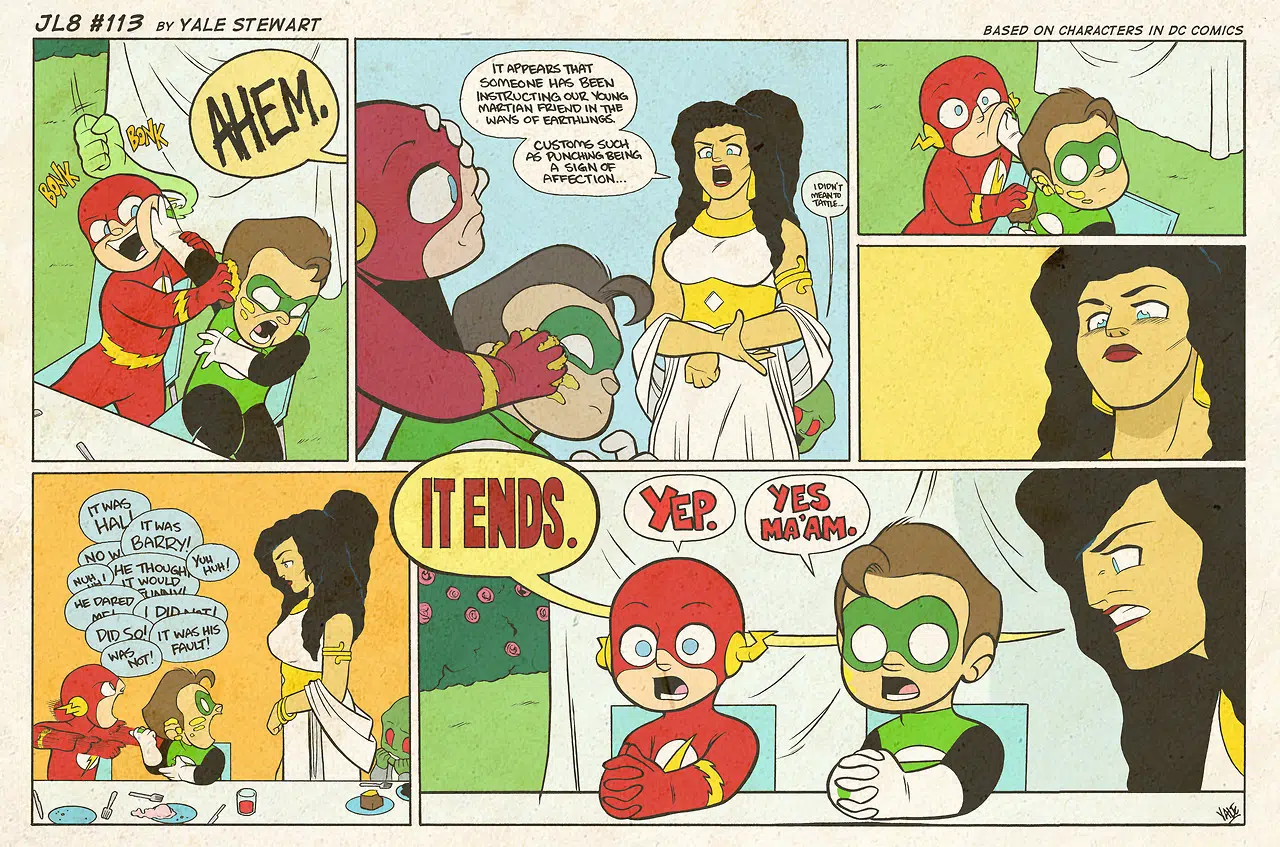 JL8 #113 BY YALE STEWART
BASED ON CHARACTERS IN DC COMICS
BONK
BONK
AHEM.
IT APPEARS THAT
SOMEONE HAS BEEN
INSTRUCTING OUR YOUNG
MARTIAN FRIEND IN THE
WAYS OF EARTHLINGS.
CUSTOMS SUCH
AS PUNCHING BEING
A SIGN OF
AFFECTION...
I DIDN'T
MEAN TO
TATTLE...
IT WAS
HAL!
IT WAS
BARRY!
NO W
HE THOUGHT
IT WOULD
YUH
HUH!
NUH
HE DARED
ME!
I DID NOT!
DID SO!
IT WAS HIS
FAULT!
WAS
NOT!
IT ENDS.
YEP.
YES
MA'AM.
YALE